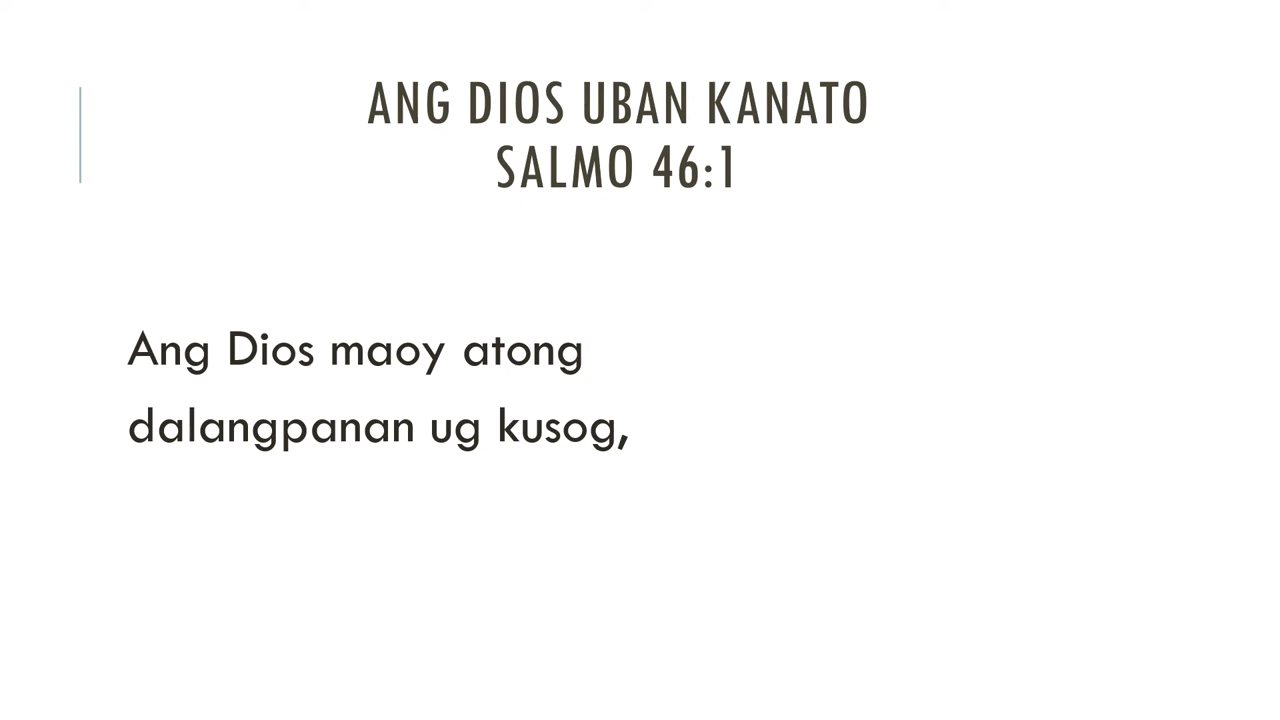 ANG DIOS UBAN KANATO
SALMO 46:1
Ang Dios maoy atong
dalangpanan ug kusog,